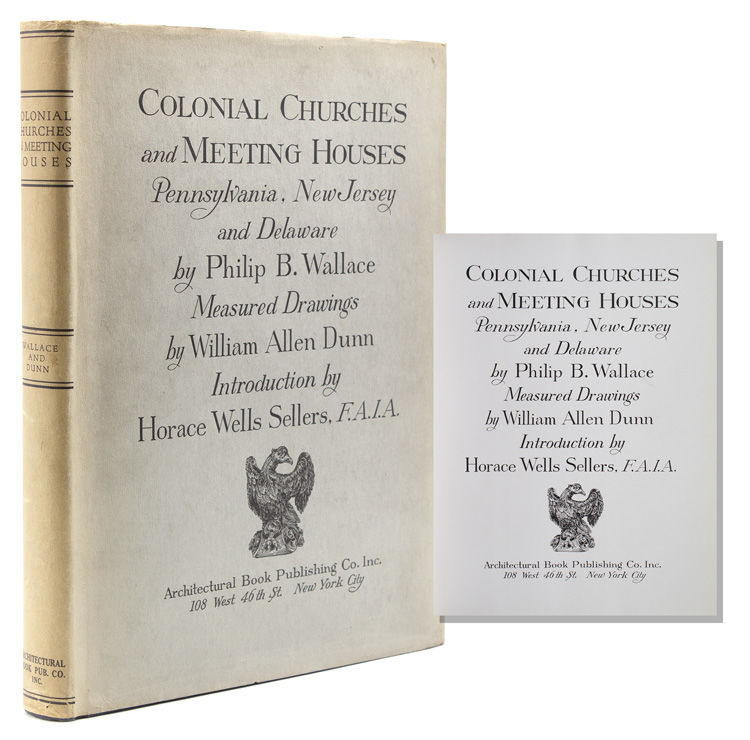 COLONIAL
CHURCHES
& MEETING
HOUSES
WALLACE
AND
DUNN
ARCHITECTURAL
BOOK PUB. CO.
INC.
COLONIAL CHURCHES
and MEETING HOUSES
Pennsylvania, New Jersey
and Delaware
by Philip B. Wallace
Measured Drawings
by William Allen Dunn
Introduction by
Horace Wells Sellers, F.A.I.A.
Architectural Book Publishing Co. Inc.
108 West 46th St. New York City
COLONIAL CHURCHES
and MEETING HOUSES
Pennsylvania, New Jersey
and Delaware
by Philip B. Wallace
Measured Drawings
by William Allen Dunn
Introduction by
Horace Wells Sellers, F.A.I.A.
Architectural Book Publishing Co. Inc.
108 West 46th St. New York City